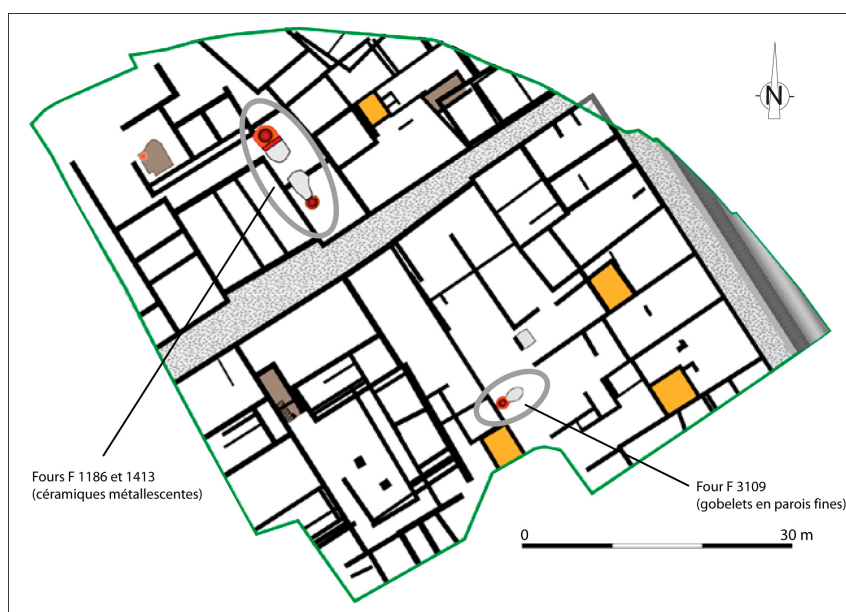 N
Fours F 1186 et 1413
(céramiques métallescentes)
Four F 3109
(gobelets en parois fines)
0 30 m